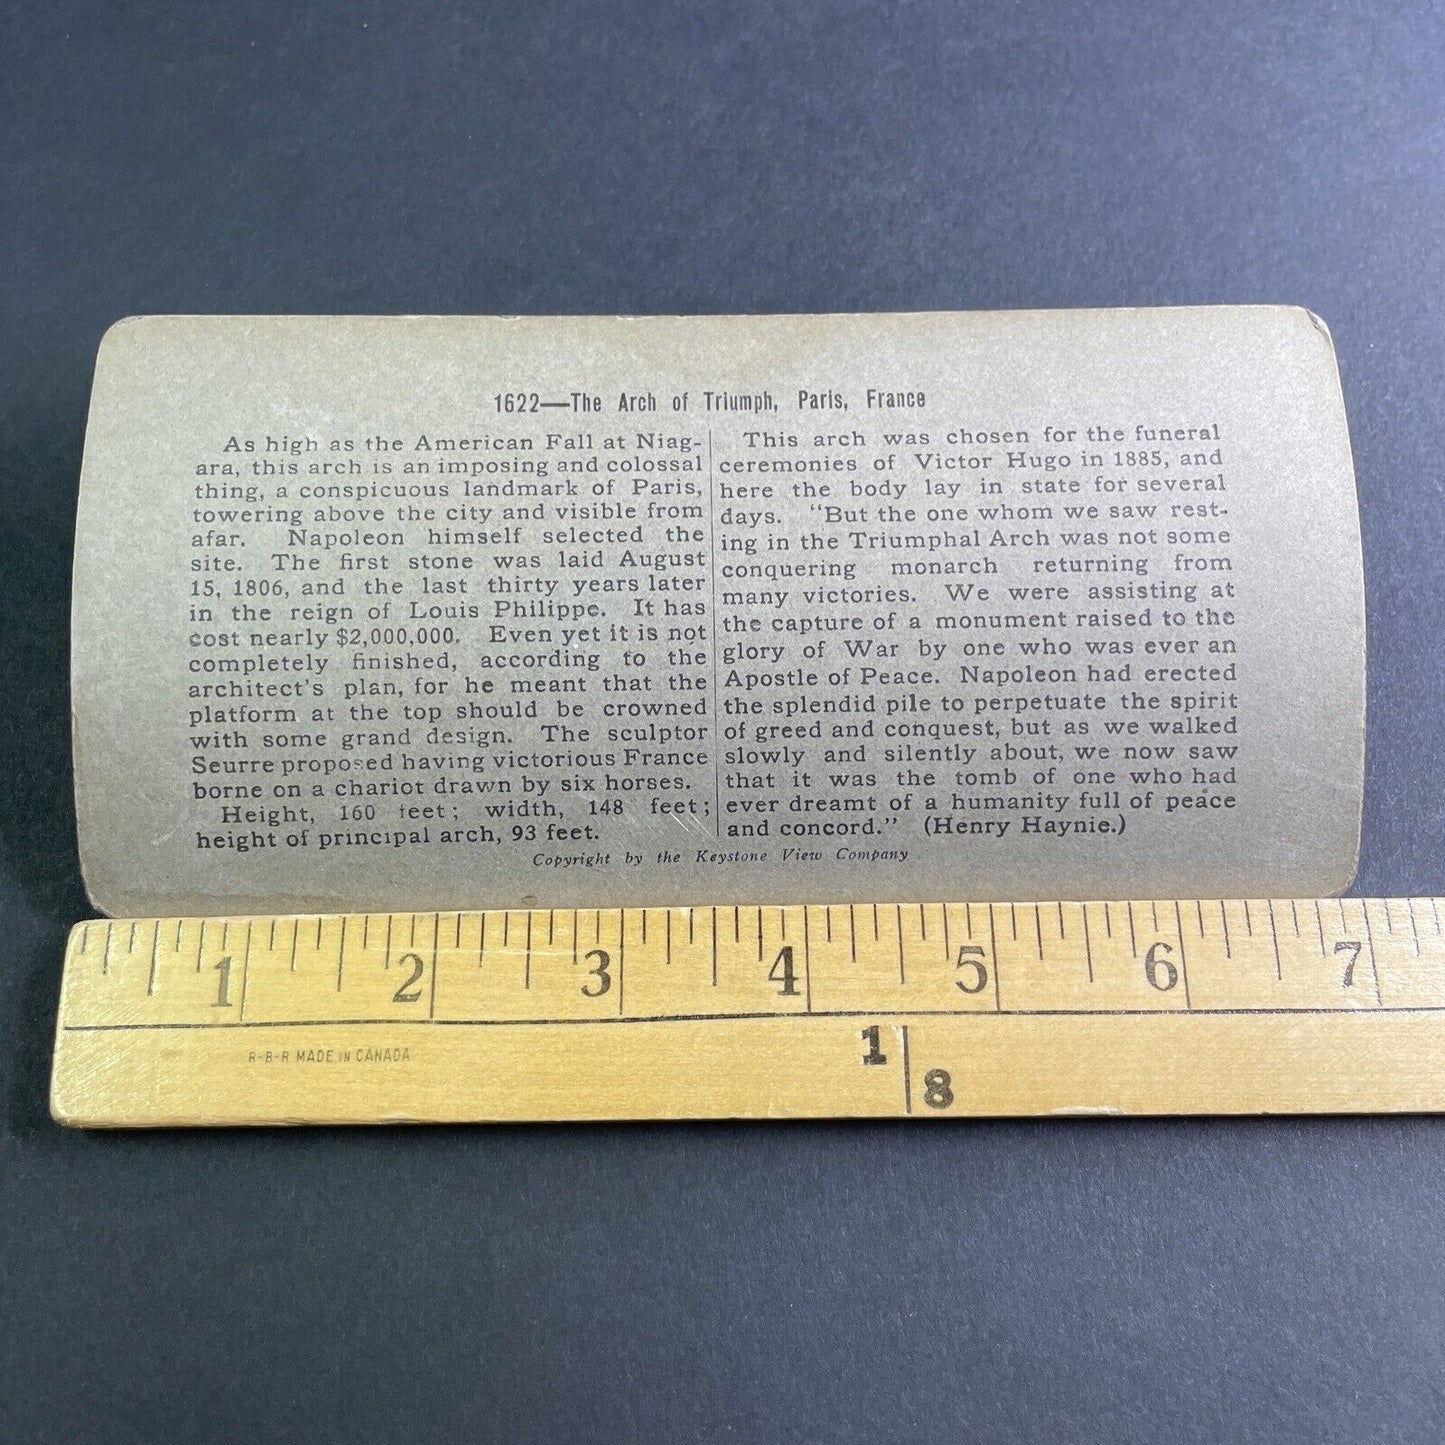 1622—The Arch of Triumph, Paris, France
As high as the American Fall at Niag-
ara, this arch is an imposing and colossal
thing, a conspicuous landmark of Paris,
towering above the city and visible from
afar. Napoleon himself selected the
site. The first stone was laid August
15, 1806, and the last thirty years later
in the reign of Louis Philippe. It has
cost nearly $2,000,000. Even yet it is not
completely finished, according to the
architect's plan, for he meant that the
platform at the top should be crowned
with some grand design. The sculptor
Seurre proposed having victorious France
borne on a chariot drawn by six horses.
Height, 160 feet; width, 148 feet;
height of principal arch, 93 feet.
This arch was chosen for the funeral
ceremonies of Victor Hugo in 1885, and
here the body lay in state for several
days. "But the one whom we saw rest-
ing in the Triumphal Arch was not some
conquering monarch returning from
many victories. We were assisting at
the capture of a monument raised to the
glory of War by one who was ever an
Apostle of Peace. Napoleon had erected
the splendid pile to perpetuate the spirit
of greed and conquest, but as we walked
slowly and silently about, we now saw
that it was the tomb of one who had
ever dreamt of a humanity full of peace
and concord." (Henry Haynie.)
Copyright by the Keystone View Company
1 2 3 4 5 6 7
R-B-R MADE IN CANADA
1
8